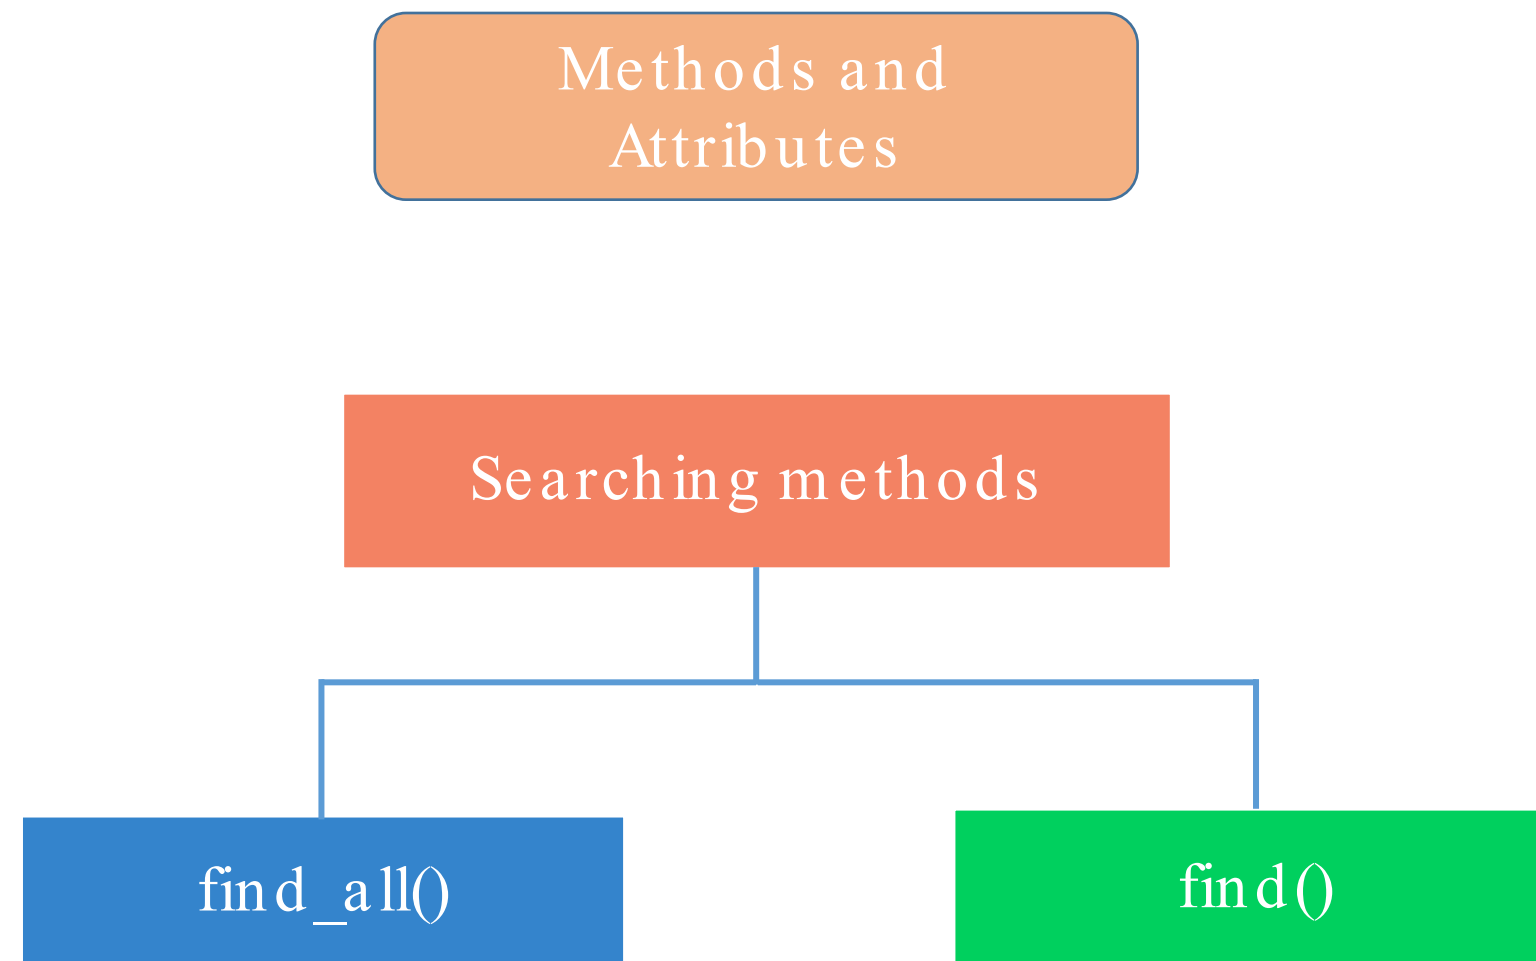 Methods and
Attributes
Searching methods
find_all()
find()